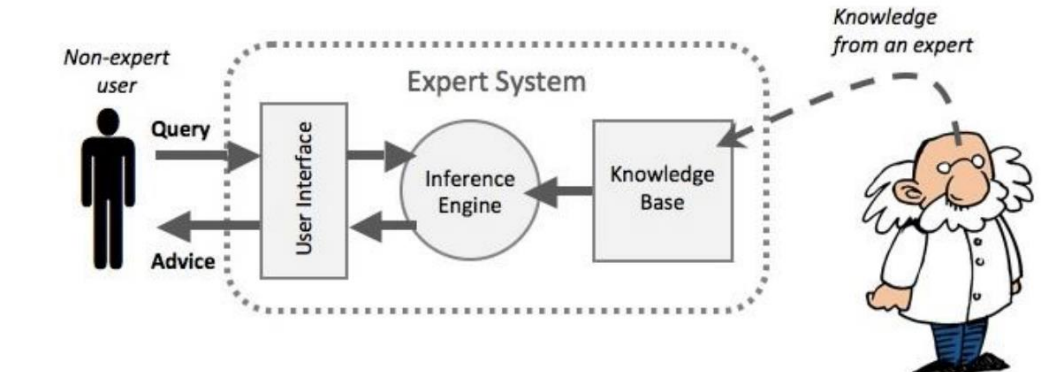 Knowledge
from an expert
Non-expert
user
Expert System
Query
User Interface
Inference
Engine
Knowledge
Base
Advice